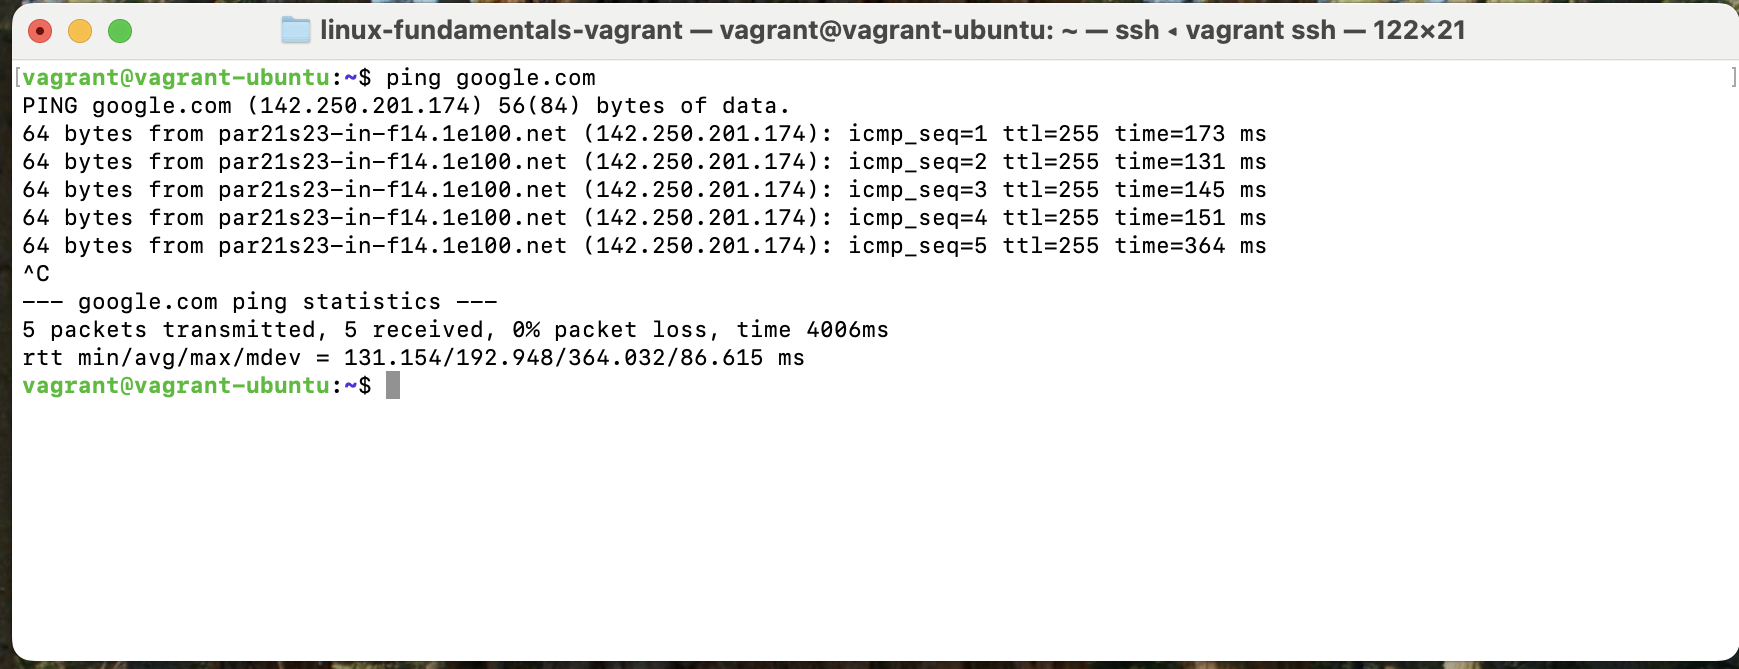 linux-fundamentals-vagrant — vagrant@vagrant-ubuntu: ~ — ssh ◂ vagrant ssh — 122×21
[vagrant@vagrant-ubuntu:~$ ping google.com ]
PING google.com (142.250.201.174) 56(84) bytes of data.
64 bytes from par21s23-in-f14.1e100.net (142.250.201.174): icmp_seq=1 ttl=255 time=173 ms
64 bytes from par21s23-in-f14.1e100.net (142.250.201.174): icmp_seq=2 ttl=255 time=131 ms
64 bytes from par21s23-in-f14.1e100.net (142.250.201.174): icmp_seq=3 ttl=255 time=145 ms
64 bytes from par21s23-in-f14.1e100.net (142.250.201.174): icmp_seq=4 ttl=255 time=151 ms
64 bytes from par21s23-in-f14.1e100.net (142.250.201.174): icmp_seq=5 ttl=255 time=364 ms
^C
--- google.com ping statistics ---
5 packets transmitted, 5 received, 0% packet loss, time 4006ms
rtt min/avg/max/mdev = 131.154/192.948/364.032/86.615 ms
vagrant@vagrant-ubuntu:~$